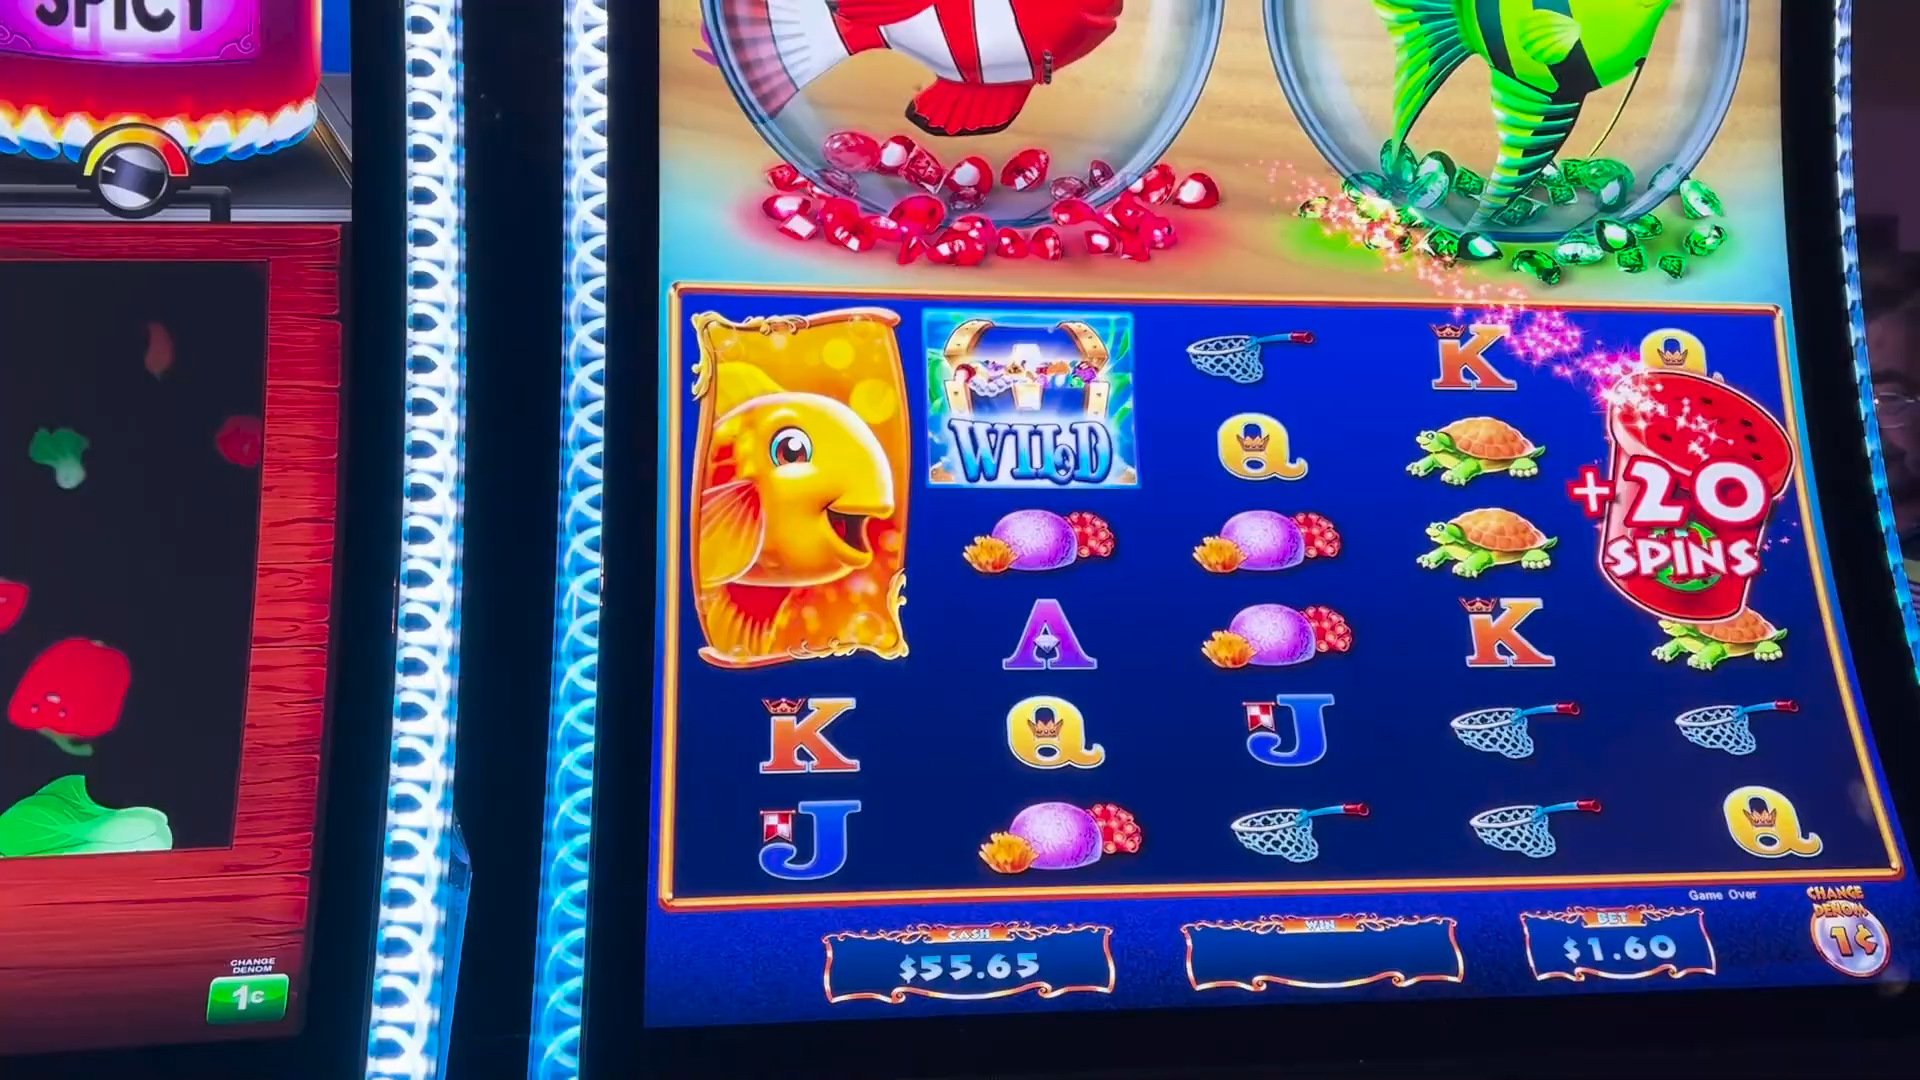 SPICY
WILD
K
Q
Q
+20
SPINS
A
K
K
Q
J
J
Q
Game Over
CHANGE
DENOM
1¢
CASH
$55.65
WIN
BET
$1.60
CHANGE
DENOM
1¢